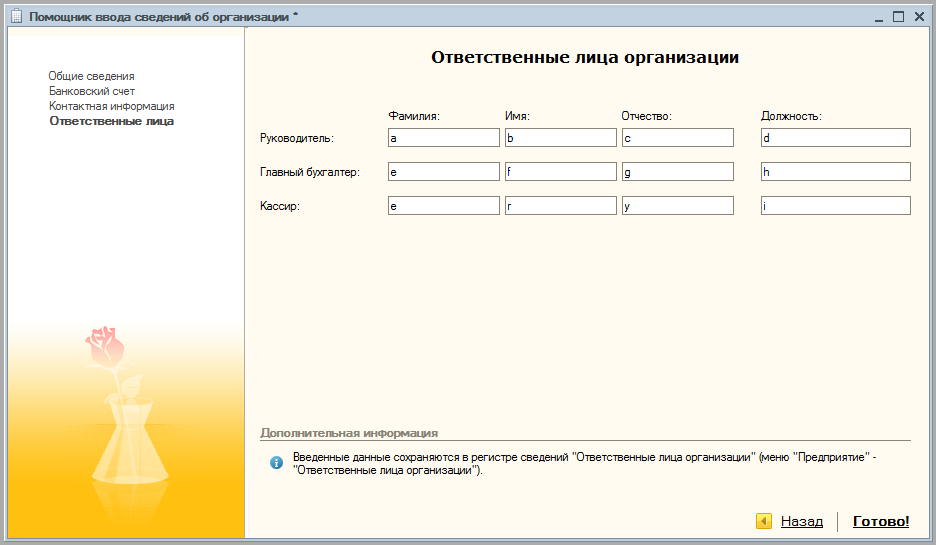 Помощник ввода сведений об организации *
Общие сведения
Банковский счет
Контактная информация
Ответственные лица
Ответственные лица организации
Фамилия: Имя: Отчество: Должность:
Руководитель: a b c d
Главный бухгалтер: e f g h
Кассир: e r y i
Дополнительная информация
Введенные данные сохраняются в регистре сведений "Ответственные лица организации" (меню "Предприятие" -
"Ответственные лица организации").
Назад Готово!